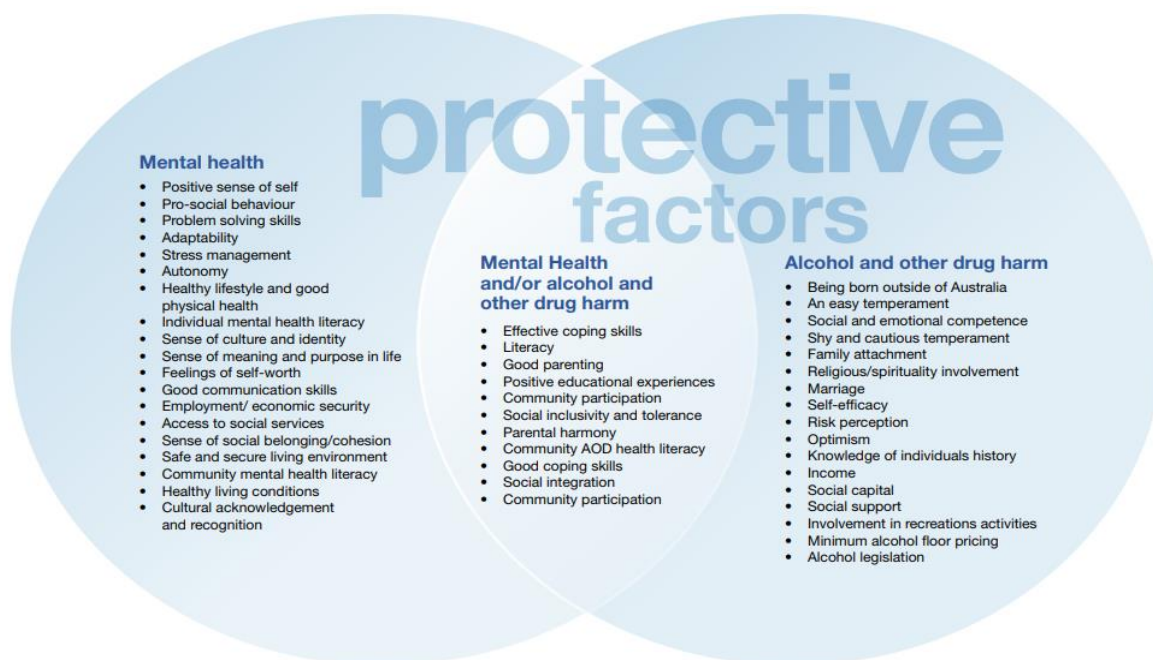 protective
factors
Mental health
• Positive sense of self
• Pro-social behaviour
• Problem solving skills
• Adaptability
• Stress management
• Autonomy
• Healthy lifestyle and good
physical health
• Individual mental health literacy
• Sense of culture and identity
• Sense of meaning and purpose in life
• Feelings of self-worth
• Good communication skills
• Employment/ economic security
• Access to social services
• Sense of social belonging/cohesion
• Safe and secure living environment
• Community mental health literacy
• Healthy living conditions
• Cultural acknowledgement
and recognition
Mental Health
and/or alcohol and
other drug harm
• Effective coping skills
• Literacy
• Good parenting
• Positive educational experiences
• Community participation
• Social inclusivity and tolerance
• Parental harmony
• Community AOD health literacy
• Good coping skills
• Social integration
• Community participation
Alcohol and other drug harm
• Being born outside of Australia
• An easy temperament
• Social and emotional competence
• Shy and cautious temperament
• Family attachment
• Religious/spirituality involvement
• Marriage
• Self-efficacy
• Risk perception
• Optimism
• Knowledge of individuals history
• Income
• Social capital
• Social support
• Involvement in recreations activities
• Minimum alcohol floor pricing
• Alcohol legislation